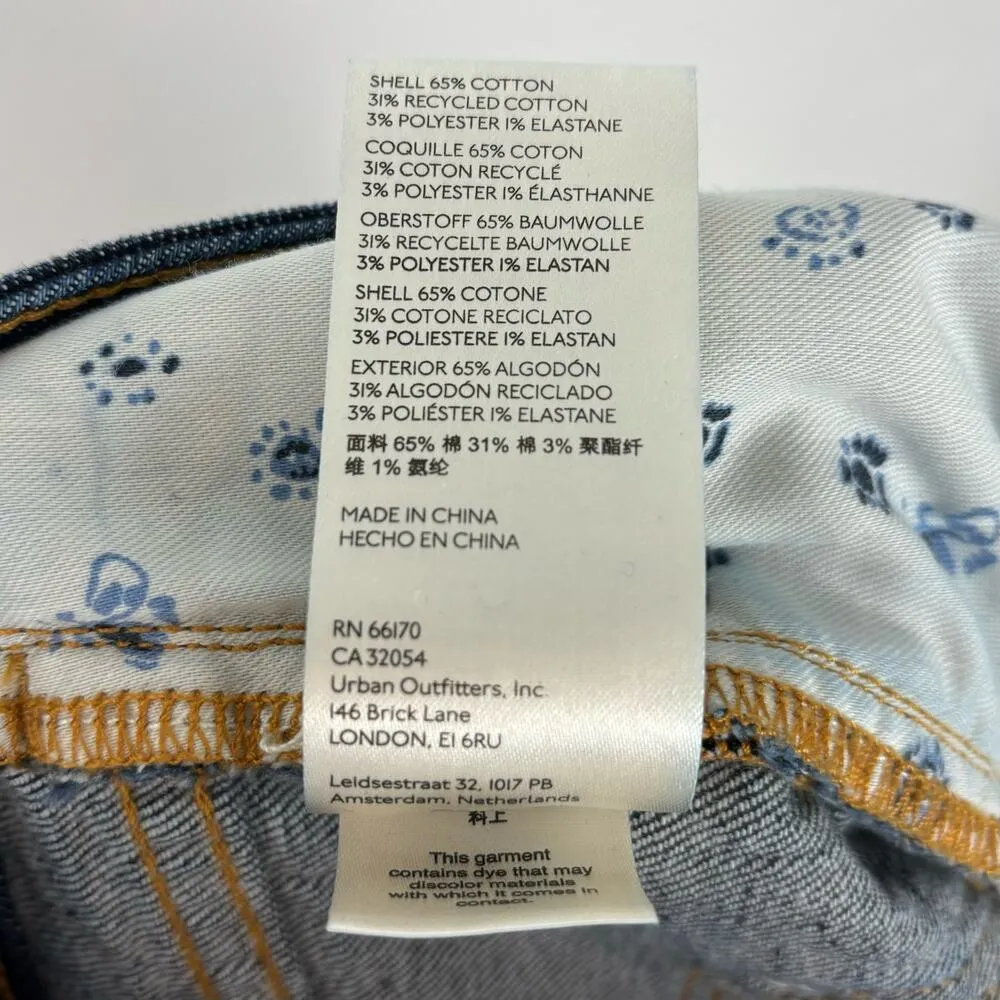 SHELL 65% COTTON
31% RECYCLED COTTON
3% POLYESTER 1% ELASTANE
COQUILLE 65% COTON
31% COTON RECYCLÉ
3% POLYESTER 1% ÉLASTHANNE
OBERSTOFF 65% BAUMWOLLE
31% RECYCELTE BAUMWOLLE
3% POLYESTER 1% ELASTAN
SHELL 65% COTONE
31% COTONE RECICLATO
3% POLIESTERE 1% ELASTAN
EXTERIOR 65% ALGODÓN
31% ALGODÓN RECICLADO
3% POLIÉSTER 1% ELASTANE
面料 65% 棉 31% 棉 3% 聚酯纤
维 1% 氨纶
MADE IN CHINA
HECHO EN CHINA
RN 66170
CA 32054
Urban Outfitters, Inc
146 Brick Lane
LONDON, E1 6RU
Leidsestraat 32, 1017 PB
Amsterdam, Netherlands
料上
This garment
contains dye that may
discolor materials
with which it comes in
contact.